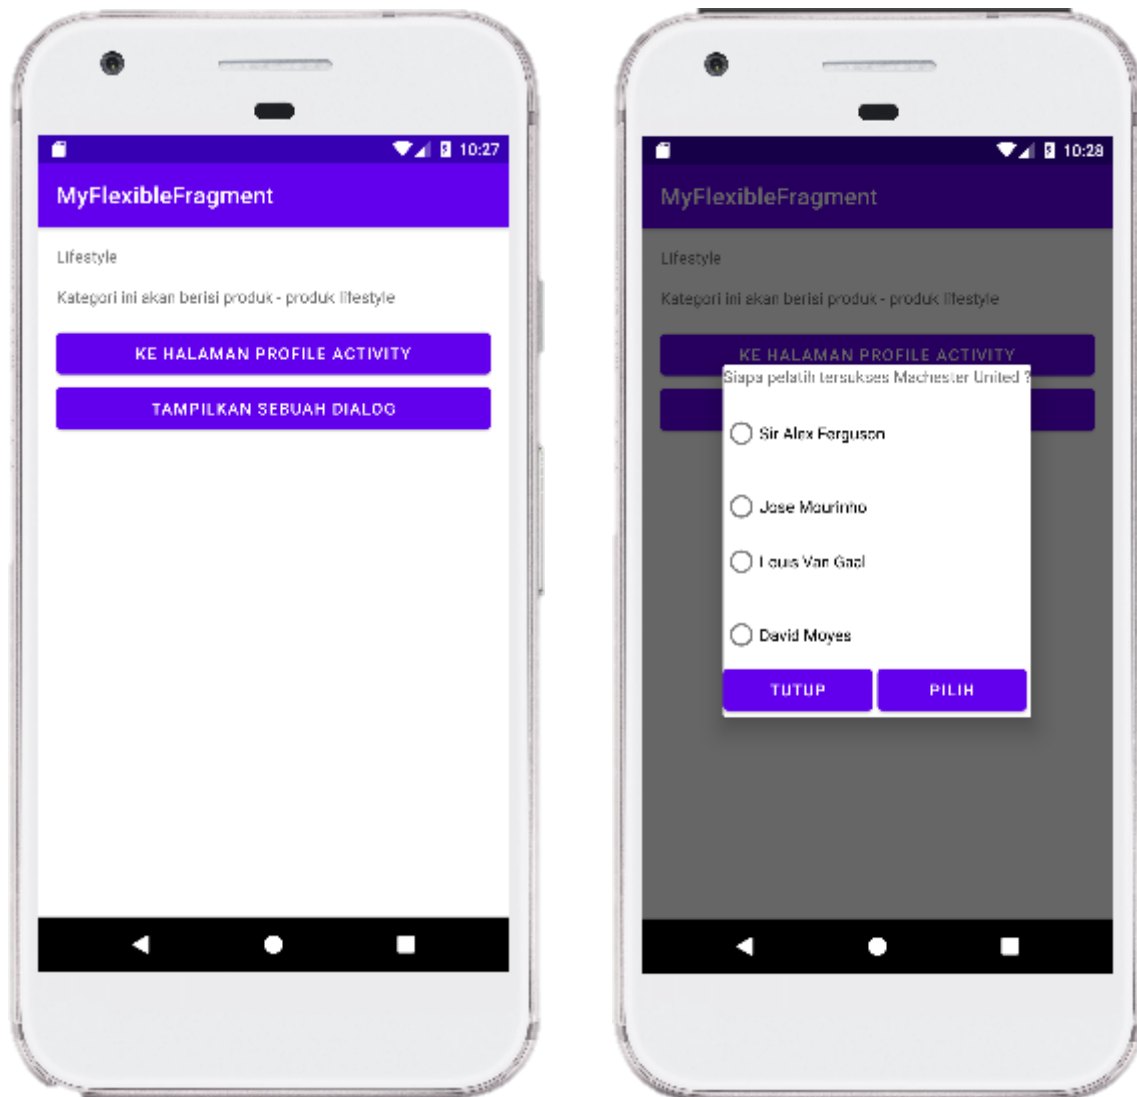 10:27
MyFlexibleFragment
Lifestyle
Kategori ini akan berisi produk - produk lifestyle
KE HALAMAN PROFILE ACTIVITY
TAMPILKAN SEBUAH DIALOG
10:28
MyFlexibleFragment
Lifestyle
Kategori ini akan berisi produk - produk lifestyle
KE HALAMAN PROFILE ACTIVITY
Siapa pelatih tersukses Machester United ?
Sir Alex Ferguson
Jose Mourinho
Louis Van Gaal
David Moyes
TUTUP PILIH